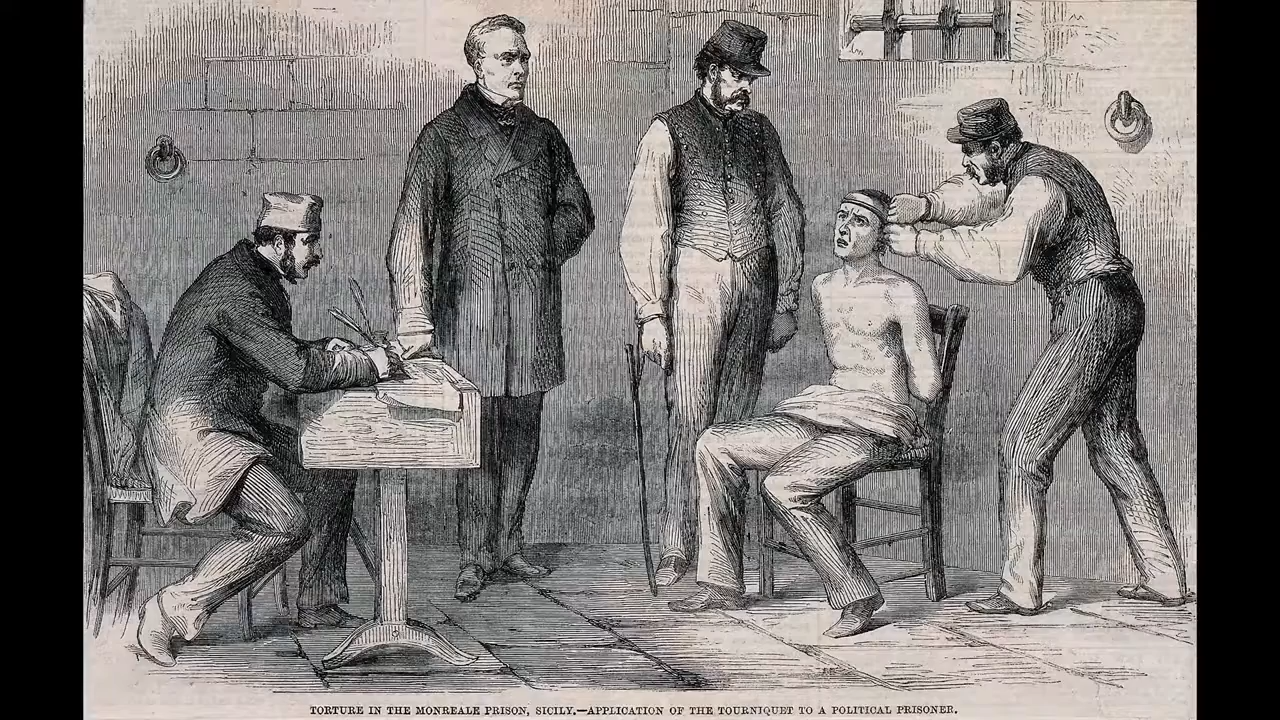 TORTURE IN THE MONREALE PRISON, SICILY.—APPLICATION OF THE TOURNIQUET TO A POLITICAL PRISONER.